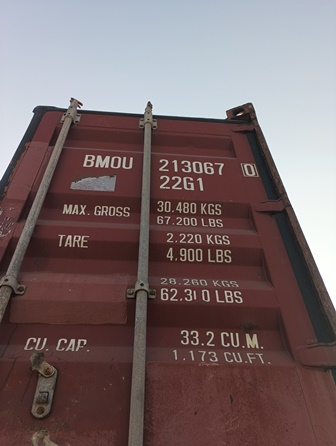 BMOU 213067 0
22G1
MAX. GROSS 30.480 KGS
67.200 LBS
TARE 2.220 KGS
4.900 LBS
28.260 KGS
62.310 LBS
CU. CAP. 33.2 CU.M.
1.173 CU.FT.